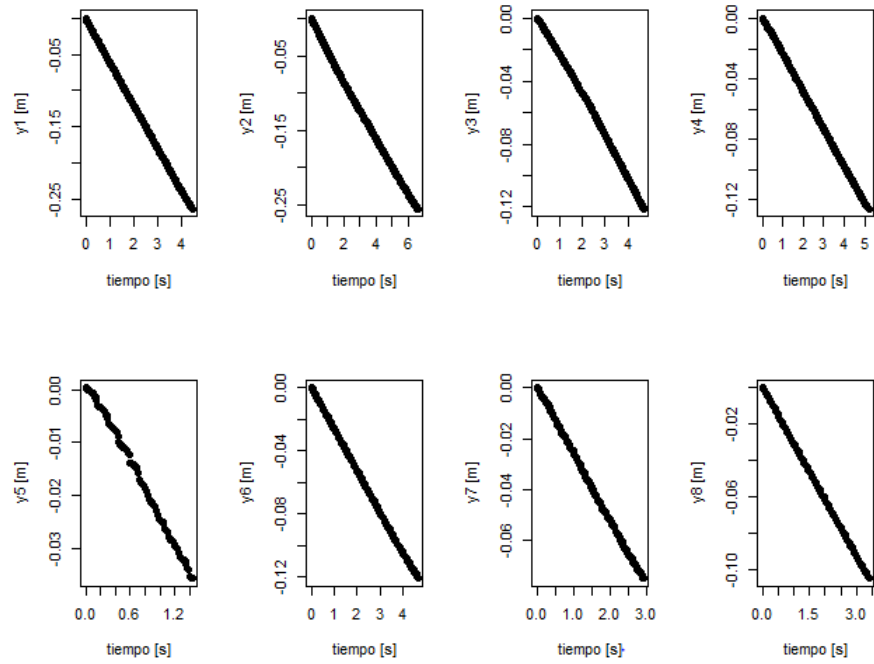 y1 [m]
-0.05
-0.15
-0.25
0 1 2 3 4
tiempo [s]
y2 [m]
-0.05
-0.15
-0.25
0 2 4 6
tiempo [s]
y3 [m]
0.00
-0.04
-0.08
-0.12
0 1 2 4
tiempo [s]
y4 [m]
0.00
-0.04
-0.08
-0.12
0 1 2 3 4 5
tiempo [s]
y5 [m]
0.00
-0.01
-0.02
-0.03
0.0 0.6 1.2
tiempo [s]
y6 [m]
0.00
-0.04
-0.08
-0.12
0 1 2 4
tiempo [s]
y7 [m]
0.00
-0.02
-0.04
-0.06
0.0 1.0 2.0 3.0
tiempo [s]-
y8 [m]
-0.02
-0.06
-0.10
0.0 1.5 3.0
tiempo [s]